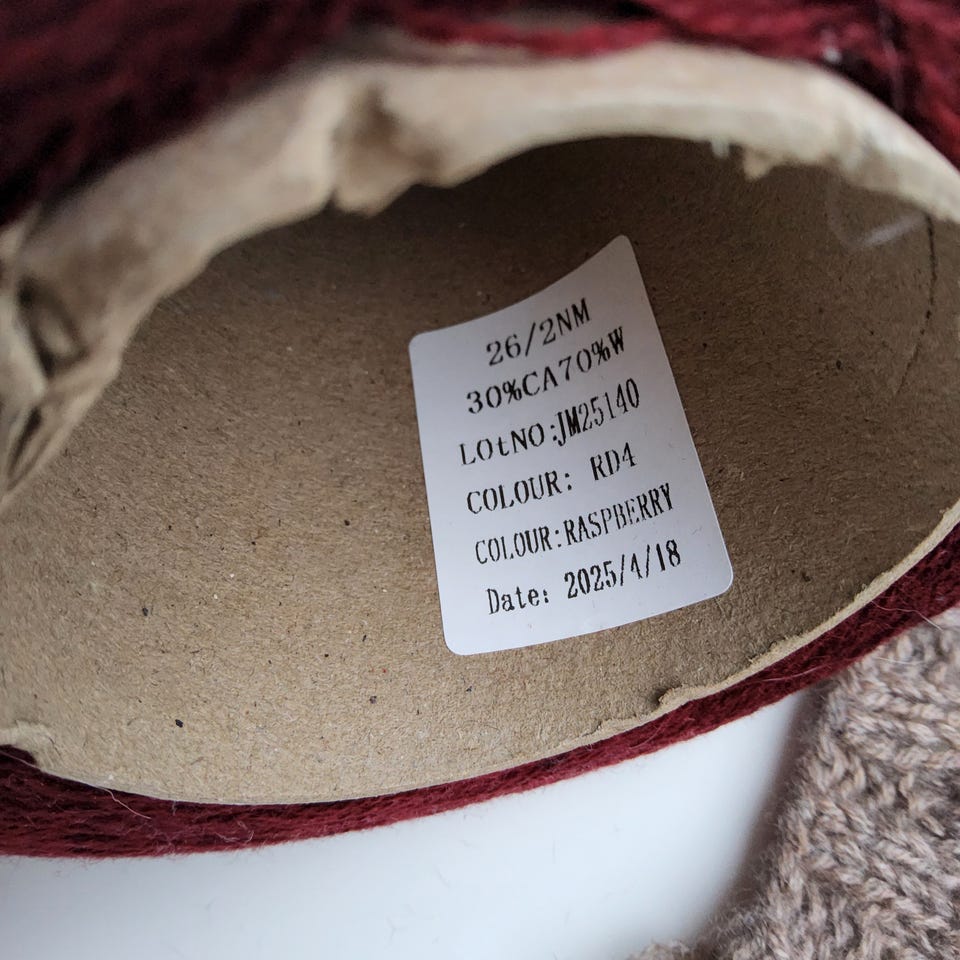 26/2NM
30%CA70%W
LOtNO:JM25140
COLOUR: RD4
COLOUR:RASPBERRY
Date: 2025/4/18